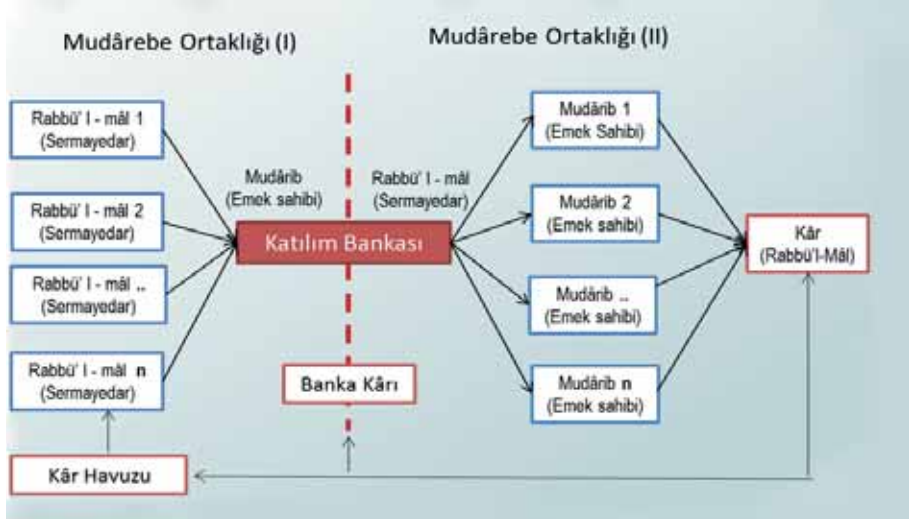 Mudârebe Ortaklığı (I)
Mudârebe Ortaklığı (II)
Rabbü' l - mâl 1
(Sermayedar)
Rabbü' l - mâl 2
(Sermayedar)
Rabbü' l - mâl ..
(Sermayedar)
Rabbü' l - mâl n
(Sermayedar)
Kâr Havuzu
Mudârib
(Emek sahibi)
Rabbü' l - mâl
(Sermayedar)
Katılım Bankası
Banka Kârı
Mudârib 1
(Emek Sahibi)
Mudârib 2
(Emek sahibi)
Mudârib ..
(Emek sahibi)
Mudârib n
(Emek sahibi)
Kâr
(Rabbü'l-Mâl)